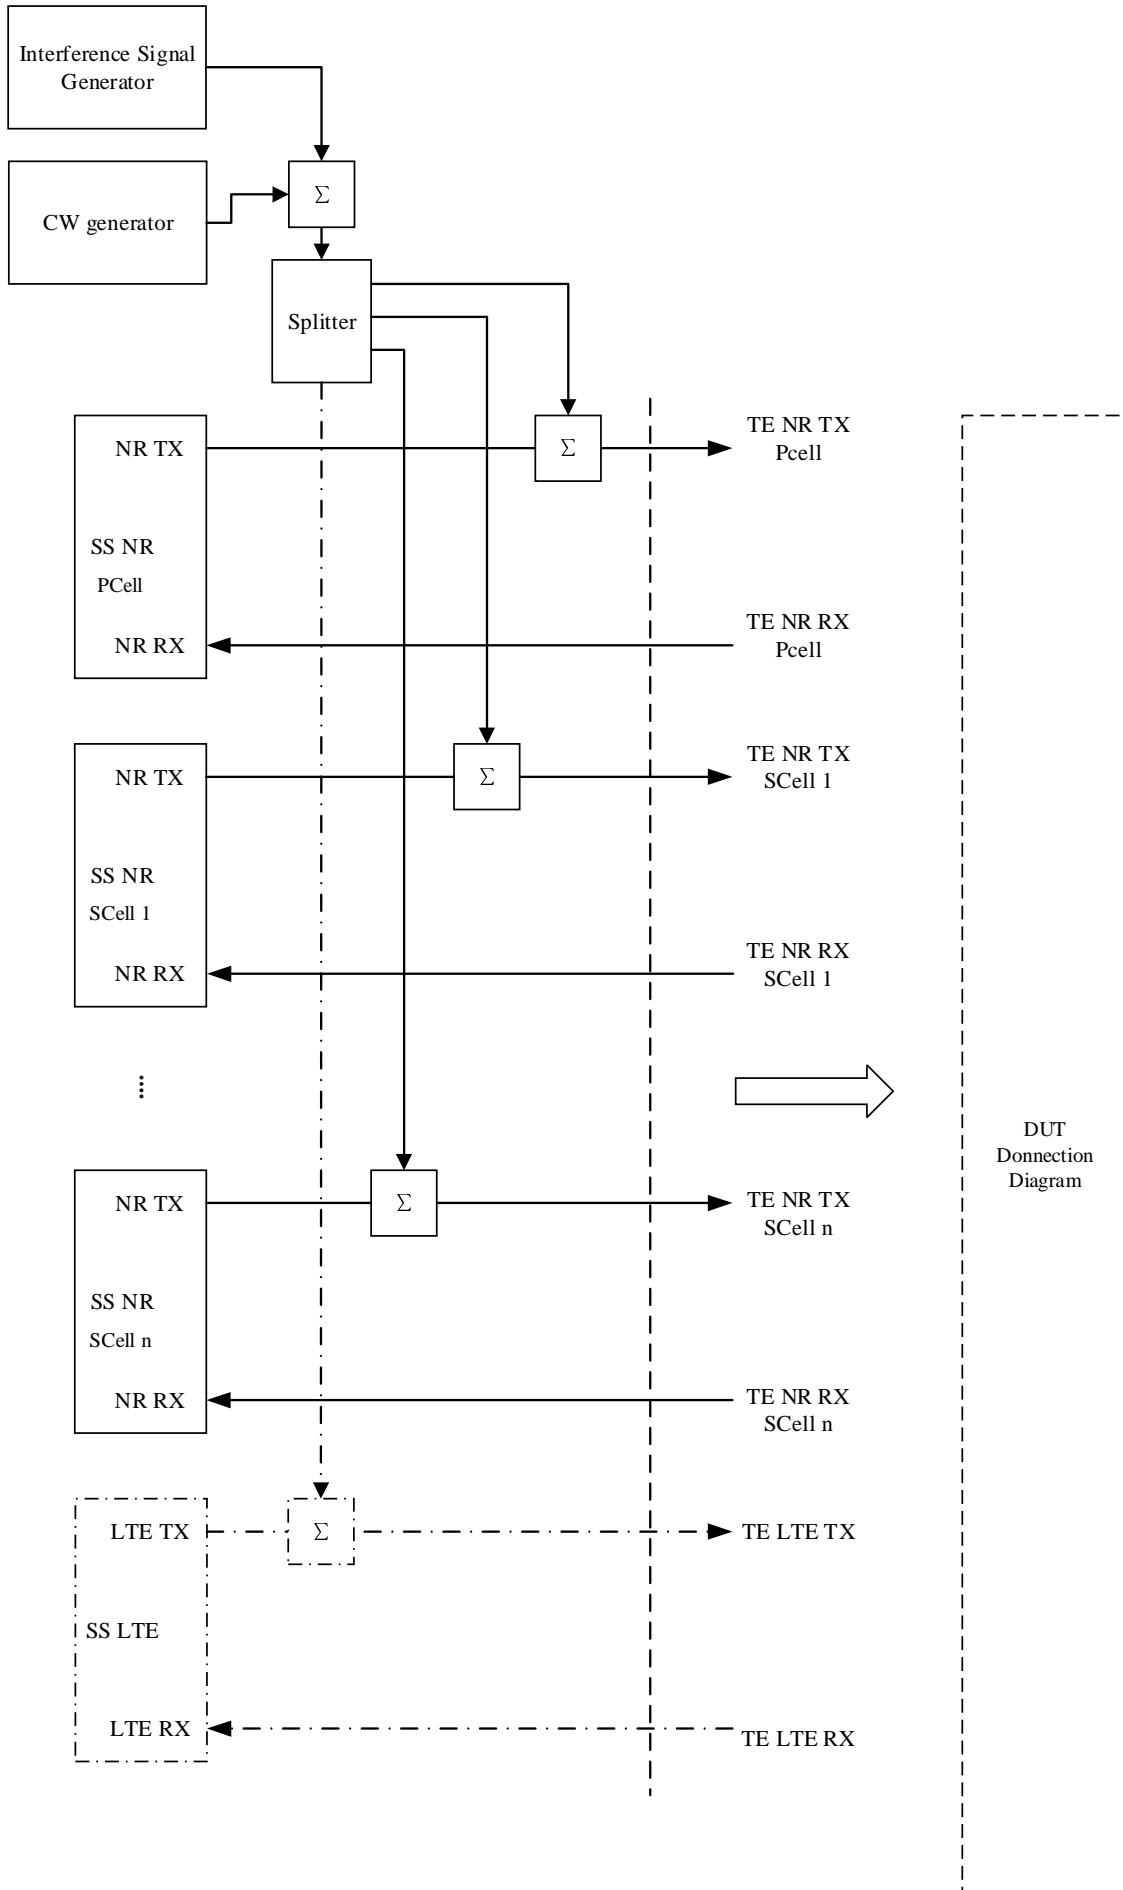 Interference Signal
Generator
CW generator
Σ
Splitter
NR TX
Σ
TE NR TX
Pcell
SS NR
PCell
NR RX
TE NR RX
Pcell
NR TX
Σ
TE NR TX
SCell 1
SS NR
SCell 1
NR RX
TE NR RX
SCell 1
DUT
Donnection
Diagram
NR TX
Σ
TE NR TX
SCell n
SS NR
SCell n
NR RX
TE NR RX
SCell n
LTE TX
Σ
TE LTE TX
SS LTE
LTE RX
TE LTE RX